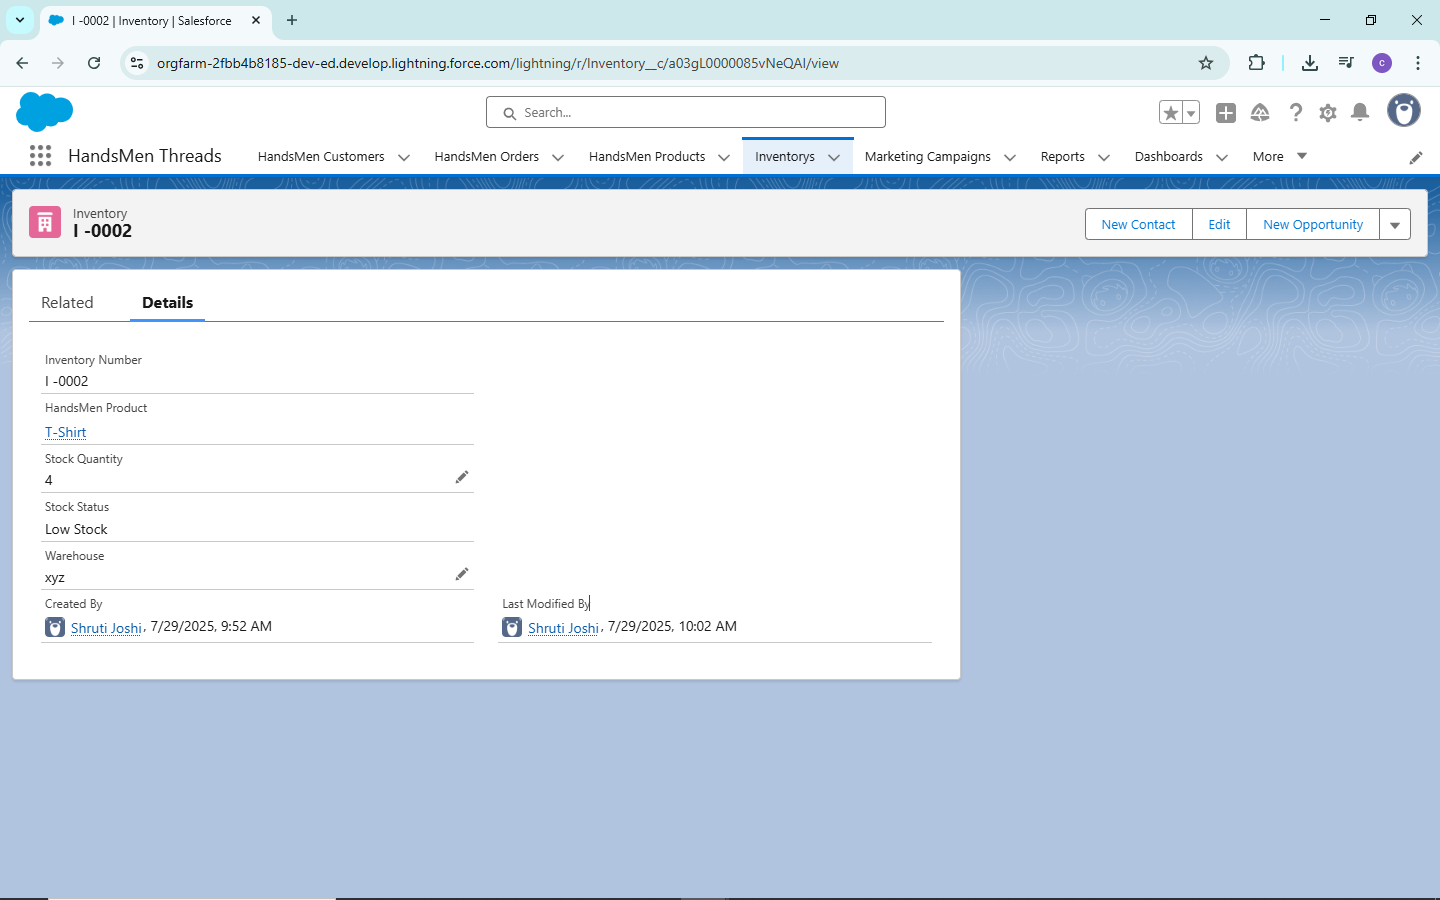 I -0002 | Inventory | Salesforce
orgfarm-2fbb4b8185-dev-ed.develop.lightning.force.com/lightning/r/Inventory__c/a03gL0000085vNeQAI/view
c
Search...
HandsMen Threads
HandsMen Customers
HandsMen Orders
HandsMen Products
Inventorys
Marketing Campaigns
Reports
Dashboards
More
Inventory
I -0002
New Contact
Edit
New Opportunity
Related
Details
Inventory Number
I -0002
HandsMen Product
T-Shirt
Stock Quantity
4
Stock Status
Low Stock
Warehouse
xyz
Created By
Shruti Joshi, 7/29/2025, 9:52 AM
Last Modified By
Shruti Joshi, 7/29/2025, 10:02 AM